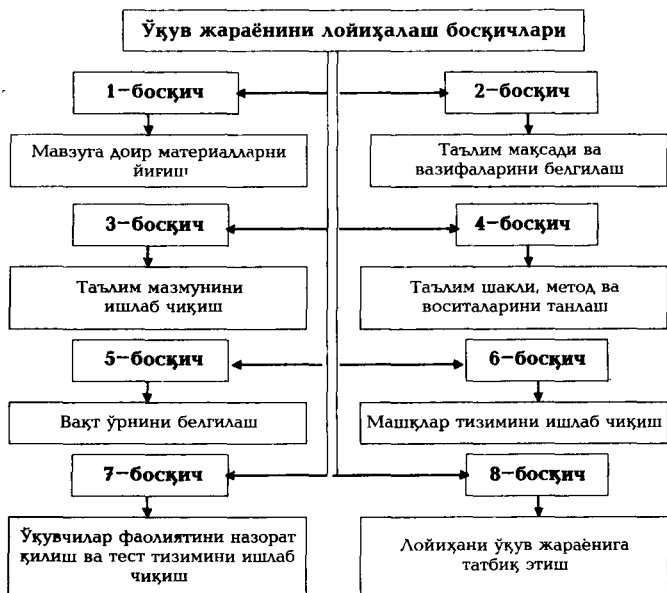 Ўқув жараёнини лойиҳалаш босқичлари
1–босқич
2–босқич
Мавзуга доир материалларни
йиғиш
Таълим мақсади ва
вазифаларини белгилаш
3–босқич
4–босқич
Таълим мазмунини
ишлаб чиқиш
Таълим шакли, метод ва
воситаларини танлаш
5–босқич
6–босқич
Вақт ўрнини белгилаш
Машқлар тизимини ишлаб чиқиш
7–босқич
8–босқич
Ўқувчилар фаолиятини назорат
қилиш ва тест тизимини ишлаб
чиқиш
Лойиҳани ўқув жараёнига
татбиқ этиш